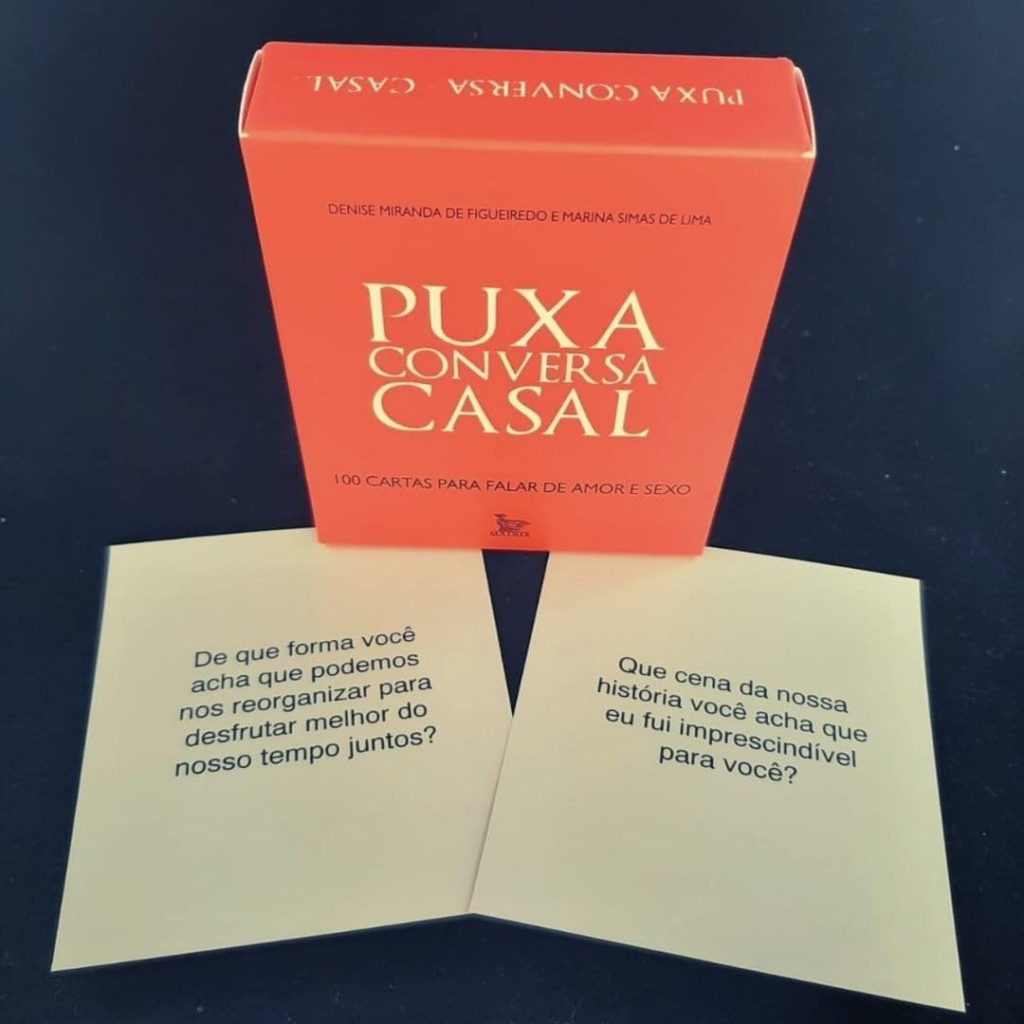 PUXA CONVERSA - CASAL
DENISE MIRANDA DE FIGUEIREDO E MARINA SIMAS DE LIMA
PUXA
CONVERSA
CASAL
100 CARTAS PARA FALAR DE AMOR E SEXO
MATRIX
De que forma você
acha que podemos
nos reorganizar para
desfrutar melhor do
nosso tempo juntos?
Que cena da nossa
história você acha que
eu fui imprescindível
para você?